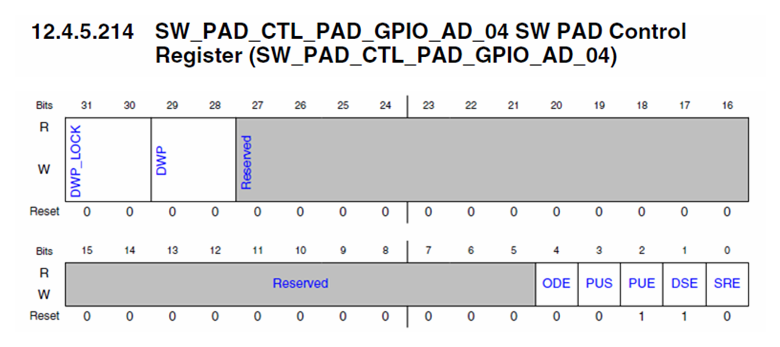 12.4.5.214 SW_PAD_CTL_PAD_GPIO_AD_04 SW PAD Control
Register (SW_PAD_CTL_PAD_GPIO_AD_04)
Bits 31 30 29 28 27 26 25 24 23 22 21 20 19 18 17 16
R
W
DWP_LOCK DWP Reserved
Reset 0 0 0 0 0 0 0 0 0 0 0 0 0 0 0 0
Bits 15 14 13 12 11 10 9 8 7 6 5 4 3 2 1 0
R
W
Reserved ODE PUS PUE DSE SRE
Reset 0 0 0 0 0 0 0 0 0 0 0 0 0 1 1 0